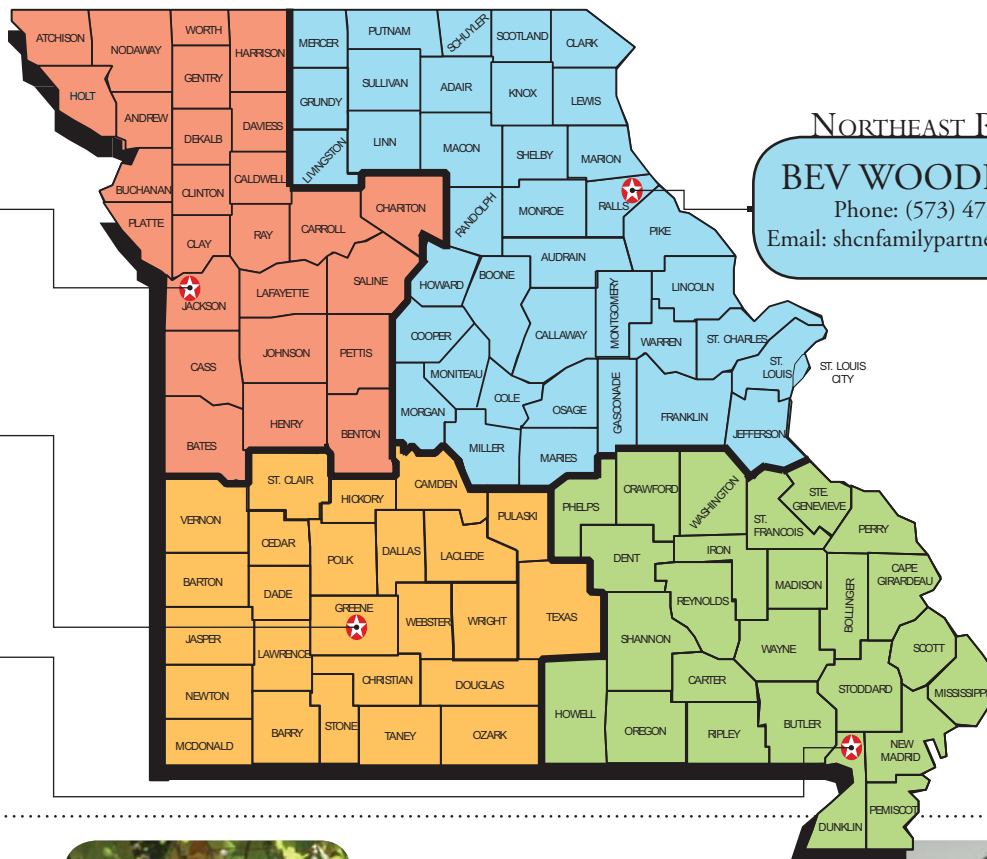 ATCHISON
NODAWAY
WORTH
HARRISON
MERCER
PUTNAM
SCHUYLER
SCOTLAND
CLARK
HOLT
GENTRY
GRUNDY
SULLIVAN
ADAIR
KNOX
LEWIS
ANDREW
DEKALB
DAVIESS
LIVINGSTON
LINN
MACON
SHELBY
MARION
BUCHANAN
CLINTON
CALDWELL
NORTHEAST
BEV
Phone: (573)
Email:
PLATTE
CLAY
RAY
CARROLL
CHARITON
RANDOLPH
MONROE
RALLS
PIKE
AUDRAIN
JACKSON
LAFAYETTE
SALINE
HOWARD
BOONE
MONTGOMERY
LINCOLN
COOPER
CALLAWAY
WARREN
ST. CHARLES
CASS
JOHNSON
PETTIS
MONITEAU
ST.
LOUIS
ST. LOUIS
CITY
MORGAN
COLE
OSAGE
GASCONADE
FRANKLIN
JEFFERSON
BATES
HENRY
BENTON
MILLER
MARIES
VERNON
ST. CLAIR
HICKORY
CAMDEN
PULASKI
PHELPS
CRAWFORD
WASHINGTON
ST.
FRANCOIS
STE.
GENEVIEVE
PERRY
CEDAR
POLK
DALLAS
LACLEDE
DENT
IRON
BARTON
DADE
REYNOLDS
MADISON
BOLLINGER
CAPE
GIRARDEAU
JASPER
GREENE
LAWRENCE
WEBSTER
WRIGHT
TEXAS
SHANNON
WAYNE
SCOTT
NEWTON
CHRISTIAN
DOUGLAS
CARTER
STODDARD
MISSISSIPPI
MCDONALD
BARRY
STONE
TANEY
OZARK
HOWELL
OREGON
RIPLEY
BUTLER
NEW
MADRID
DUNKLIN
PEMISCOT